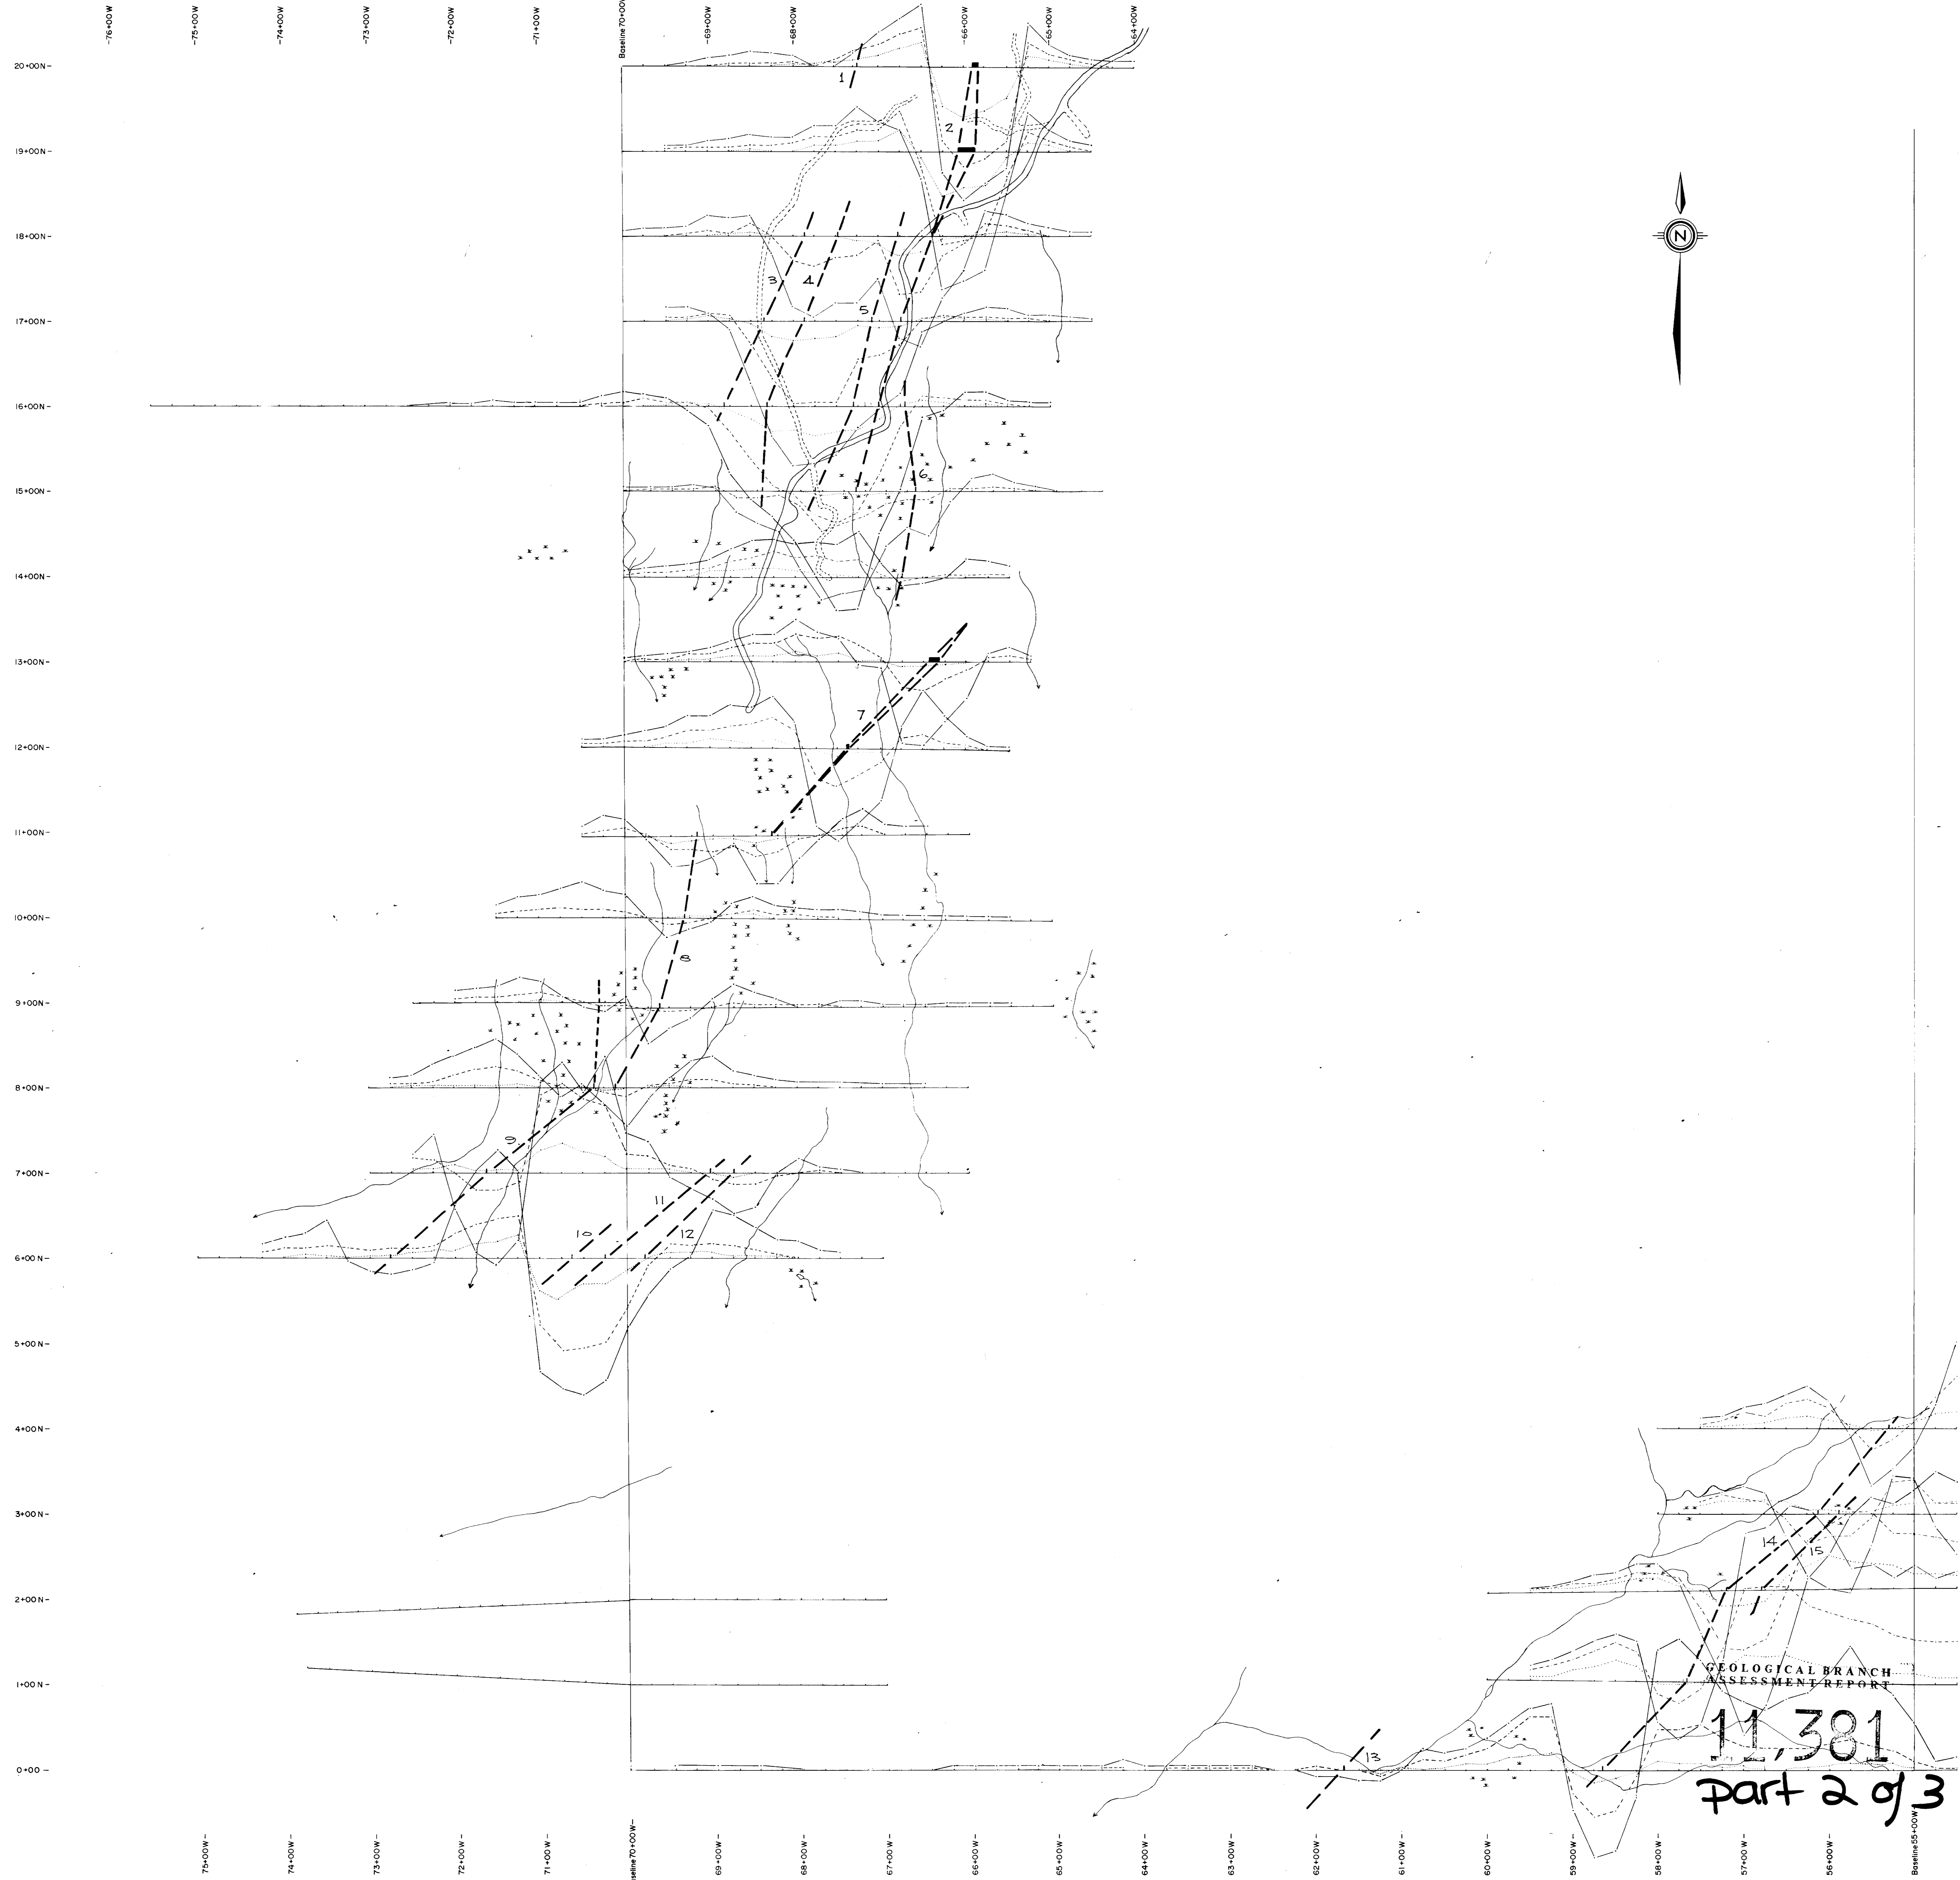 -76+00W
-75+00W
-74+00W
-73+00W
-72+00W
-71+00W
Baseline 70+00W
-69+00W
-68+00W
-66+00W
-65+00W
-64+00W
20+00N-
1
2
19+00N-
18+00N-
N
3
4
5
17+00N-
16+00N-
6
15+00N-
14+00N-
13+00N-
7
12+00N-
11+00N-
10+00N-
8
9+00N-
8+00N-
9
7+00N-
11
10
12
6+00N-
5+00N-
4+00N-
3+00N-
14
15
2+00N-
GEOLOGICAL BRANCH
ASSESSMENT REPORT
1+00N-
11,381
13
0+00-
part 2 of 3
75+00W-
74+00W-
73+00W-
72+00W-
71+00W-
seline 70+00W-
69+00W-
68+00W-
67+00W-
66+00W-
65+00W-
64+00W-
63+00W-
62+00W-
61+00W-
60+00W-
59+00W-
58+00W-
57+00W-
56+00W-
Baseline 55+00W-